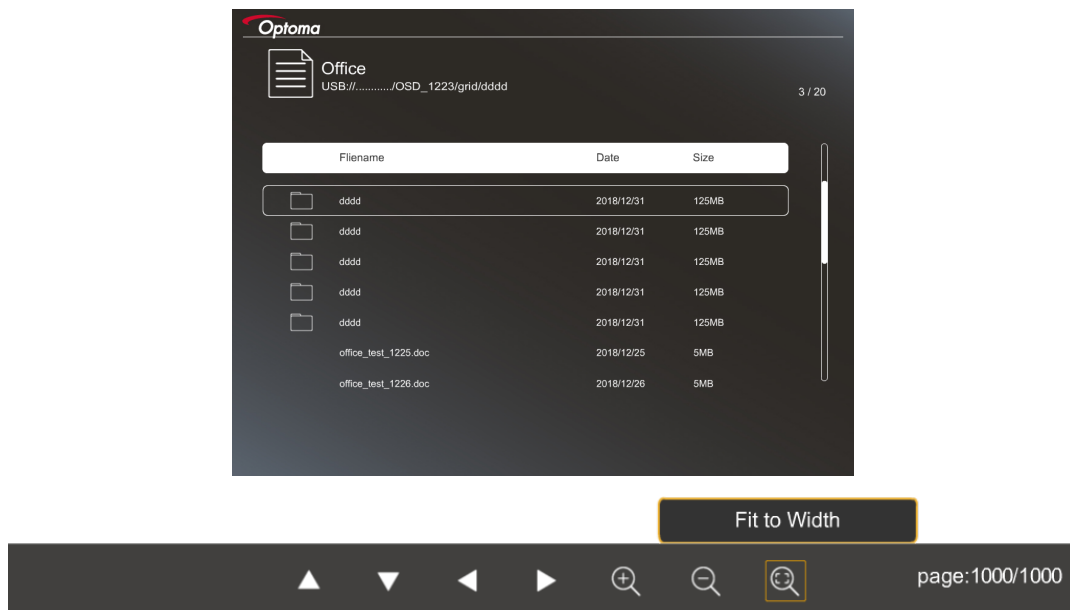 Optoma
Office
USB://............/OSD_1223/grid/dddd
3 / 20
Fliename Date Size
dddd 2018/12/31 125MB
dddd 2018/12/31 125MB
dddd 2018/12/31 125MB
dddd 2018/12/31 125MB
dddd 2018/12/31 125MB
office_test_1225.doc 2018/12/25 5MB
office_test_1226.doc 2018/12/26 5MB
Fit to Width
page:1000/1000